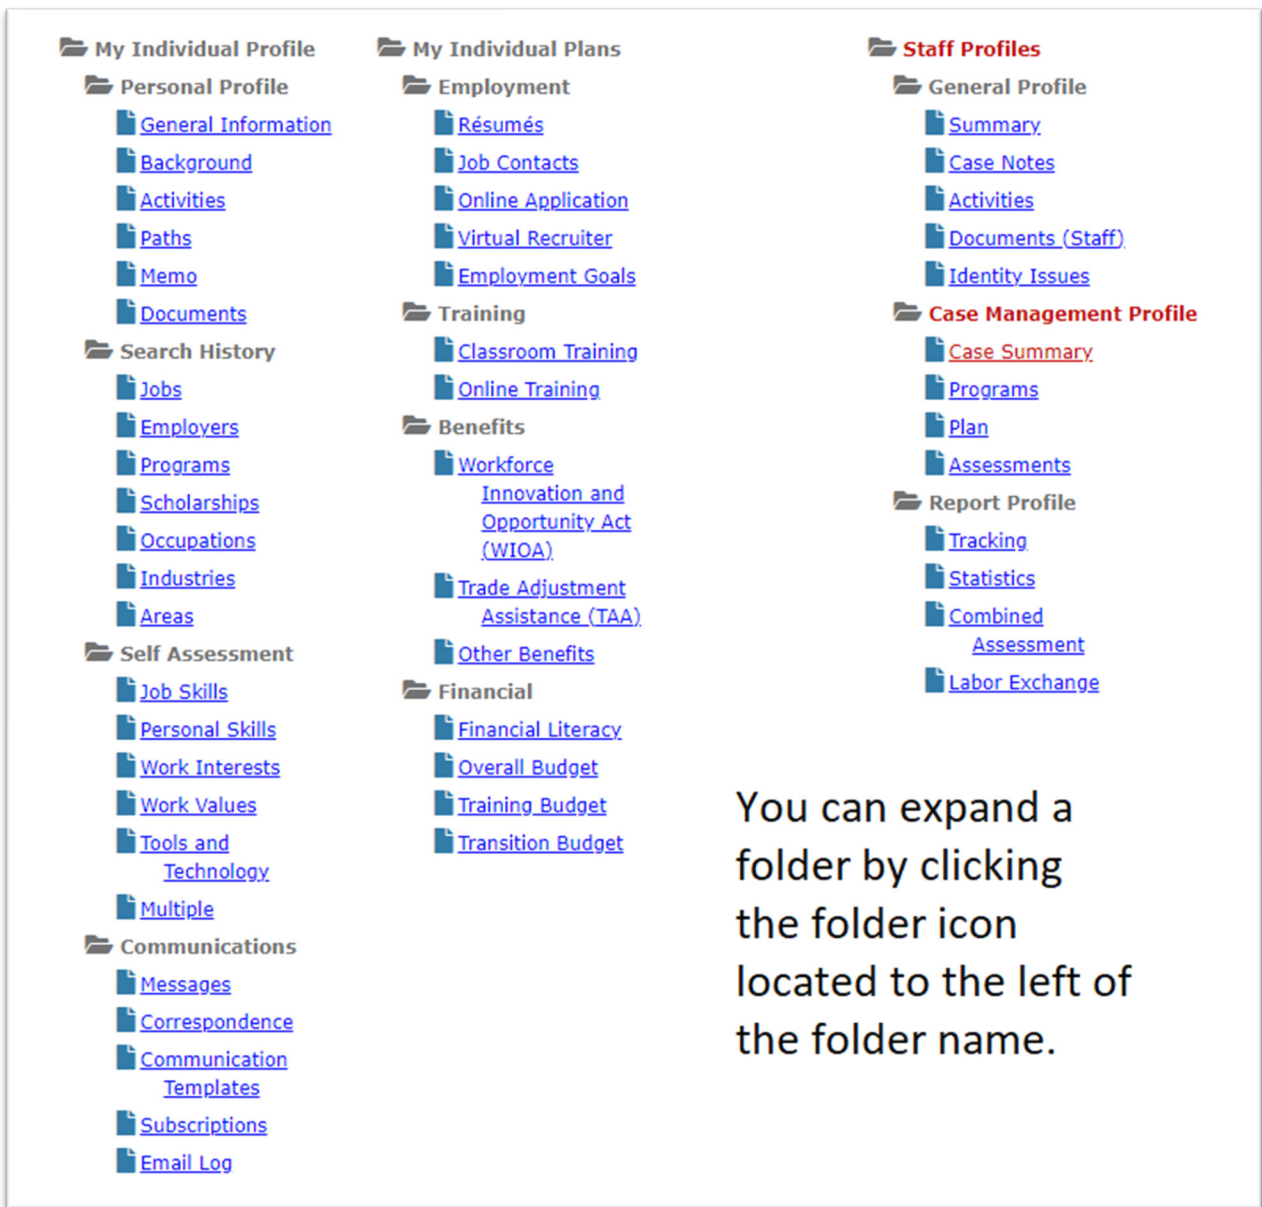 My Individual Profile
Personal Profile
General Information
Background
Activities
Paths
Memo
Documents
Search History
Jobs
Employers
Programs
Scholarships
Occupations
Industries
Areas
Self Assessment
Job Skills
Personal Skills
Work Interests
Work Values
Tools and
Technology
Multiple
Communications
Messages
Correspondence
Communication
Templates
Subscriptions
Email Log
My Individual Plans
Employment
Résumés
Job Contacts
Online Application
Virtual Recruiter
Employment Goals
Training
Classroom Training
Online Training
Benefits
Workforce
Innovation and
Opportunity Act
(WIOA)
Trade Adjustment
Assistance (TAA)
Other Benefits
Financial
Financial Literacy
Overall Budget
Training Budget
Transition Budget
Staff Profiles
General Profile
Summary
Case Notes
Activities
Documents (Staff)
Identity Issues
Case Management Profile
Case Summary
Programs
Plan
Assessments
Report Profile
Tracking
Statistics
Combined
Assessment
Labor Exchange
You can expand a
folder by clicking
the folder icon
located to the left of
the folder name.